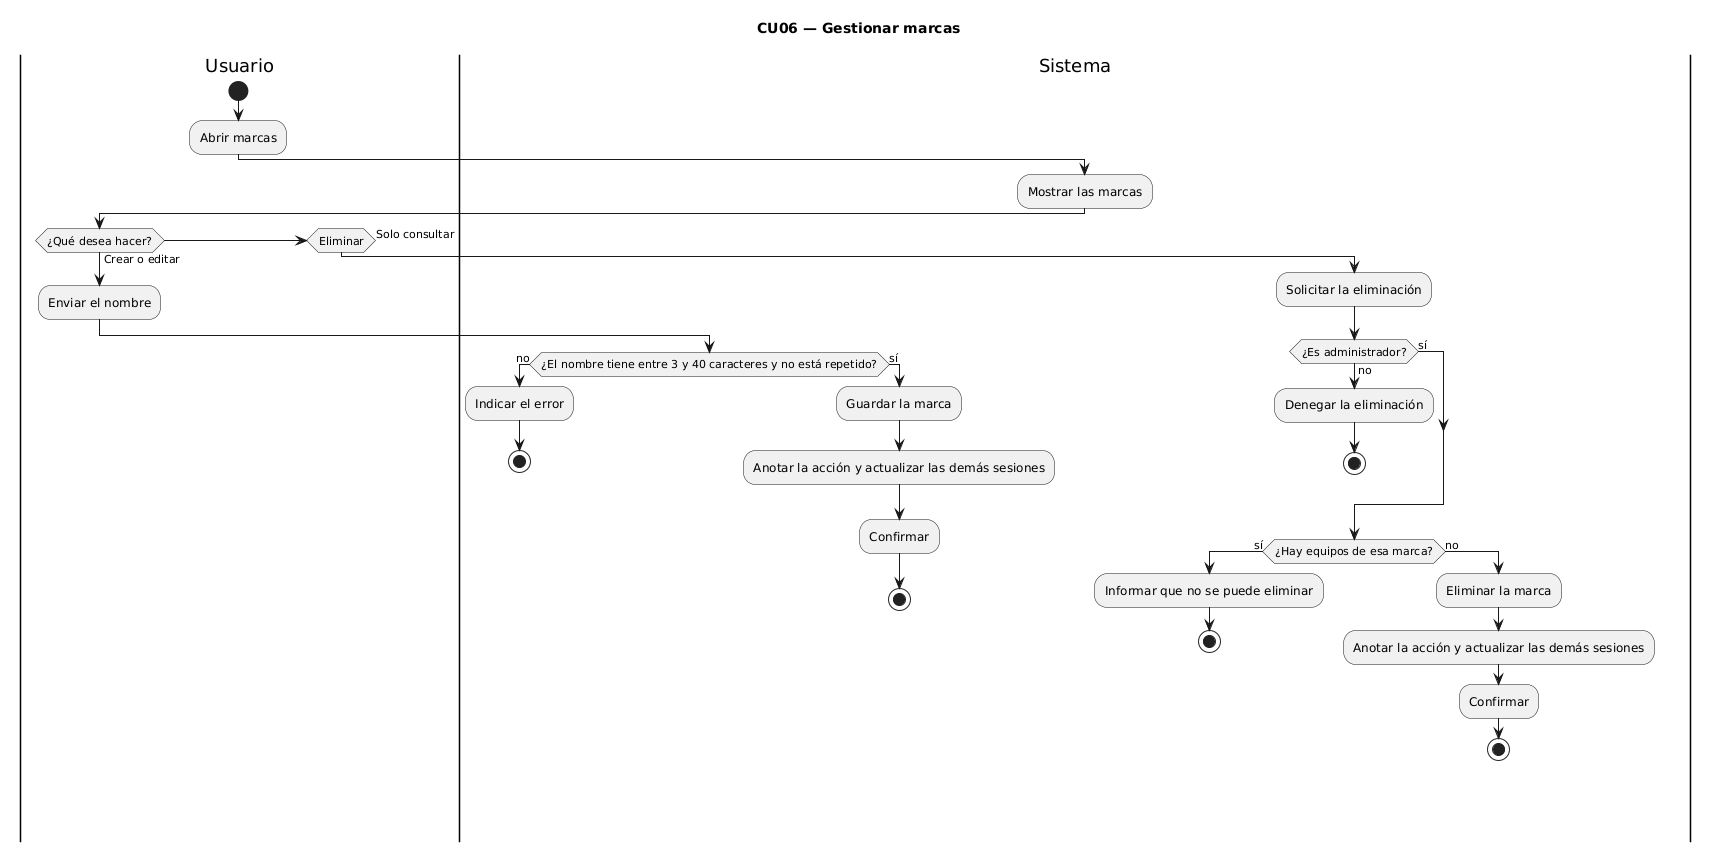 CU06 — Gestionar marcas
Usuario
Sistema
Abrir marcas
Mostrar las marcas
¿Qué desea hacer?
Eliminar
Solo consultar
Crear o editar
Enviar el nombre
Solicitar la eliminación
¿Es administrador?
sí
no
Denegar la eliminación
no
¿El nombre tiene entre 3 y 40 caracteres y no está repetido?
sí
Indicar el error
Guardar la marca
Anotar la acción y actualizar las demás sesiones
Confirmar
sí
¿Hay equipos de esa marca?
no
Informar que no se puede eliminar
Eliminar la marca
Anotar la acción y actualizar las demás sesiones
Confirmar